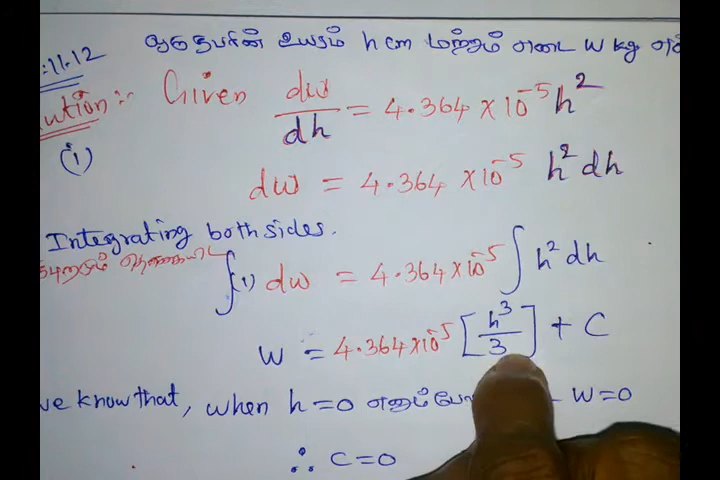 :11.12 ஒருநபரின் உயரம் h cm மற்றும் எடை W kg
ution :- Given dw/dh = 4.364 × 10⁻⁵ h²
(i)
dw = 4.364 × 10⁻⁵ h² dh
Integrating both sides.
∫(1) dw = 4.364 × 10⁻⁵ ∫ h² dh
W = 4.364 × 10⁻⁵ [h³/3] + C
ve know that, when h = 0 W = 0
∴ C = 0